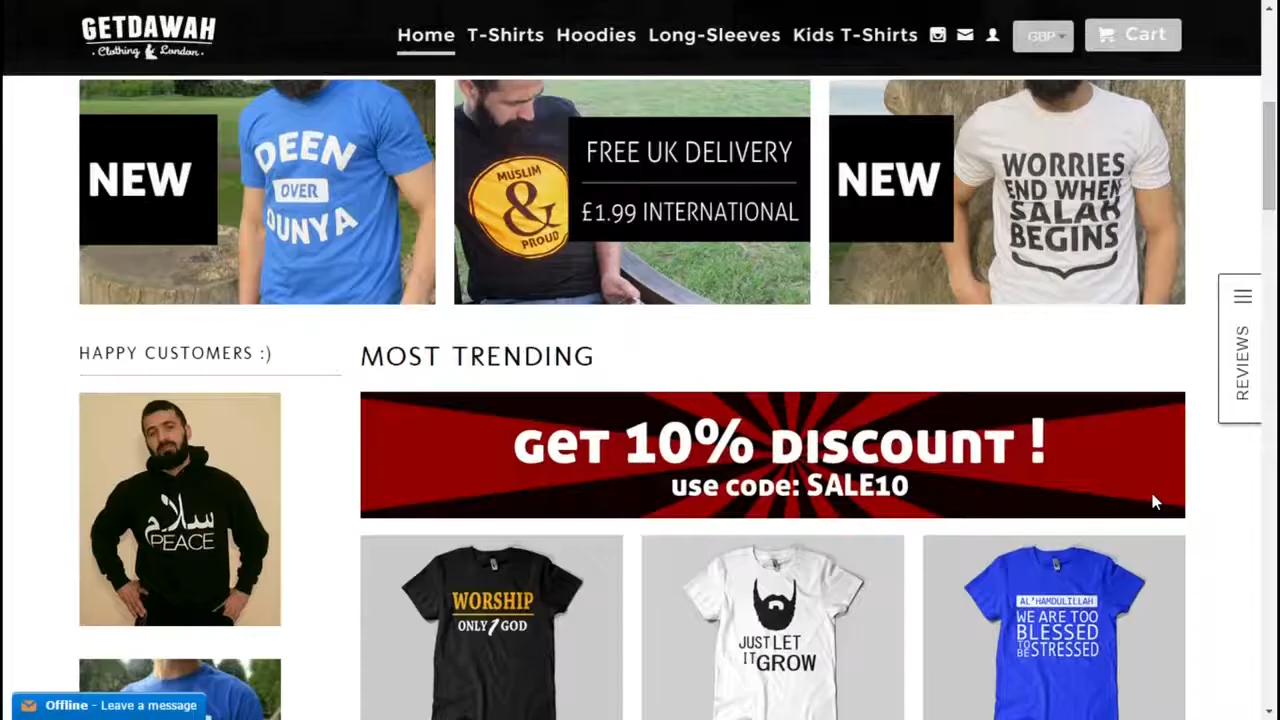 GETDAWAH
· Clothing & London ·
Home T-Shirts Hoodies Long-Sleeves Kids T-Shirts
GBP
Cart
NEW
DEEN
OVER
DUNYA
MUSLIM
&
PROUD
FREE UK DELIVERY
£1.99 INTERNATIONAL
NEW
WORRIES
END WHEN
SALAH
BEGINS
REVIEWS
HAPPY CUSTOMERS :)
MOST TRENDING
سلام
PEACE
GET 10% DISCOUNT !
use code: SALE10
WORSHIP
ONLY 1 GOD
JUST LET
IT GROW
AL'HAMDULILLAH
WE ARE TOO
BLESSED
TO BE STRESSED
Offline - Leave a message